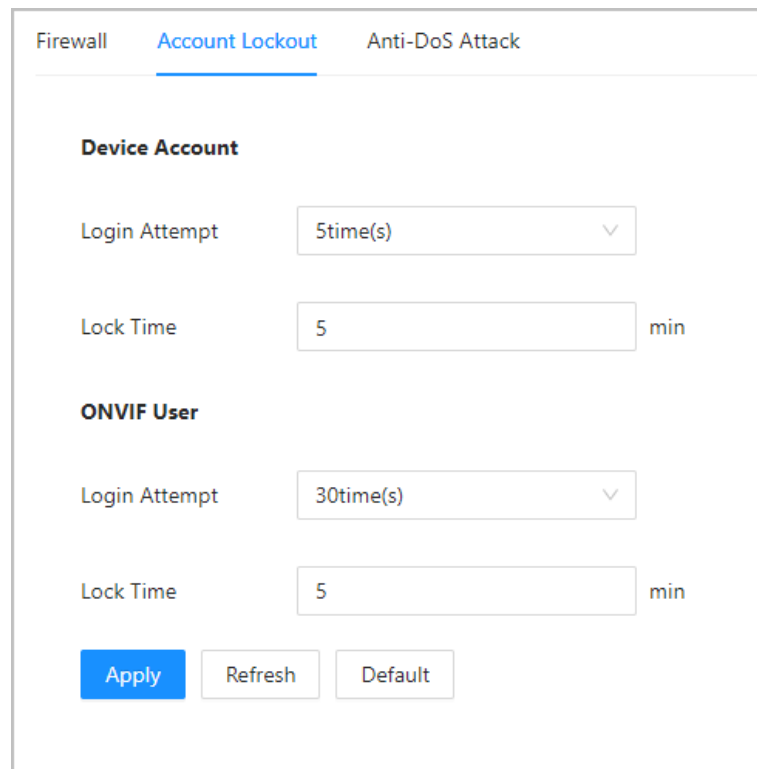 Firewall Account Lockout Anti-DoS Attack
Device Account
Login Attempt 5time(s)
Lock Time 5 min
ONVIF User
Login Attempt 30time(s)
Lock Time 5 min
Apply Refresh Default